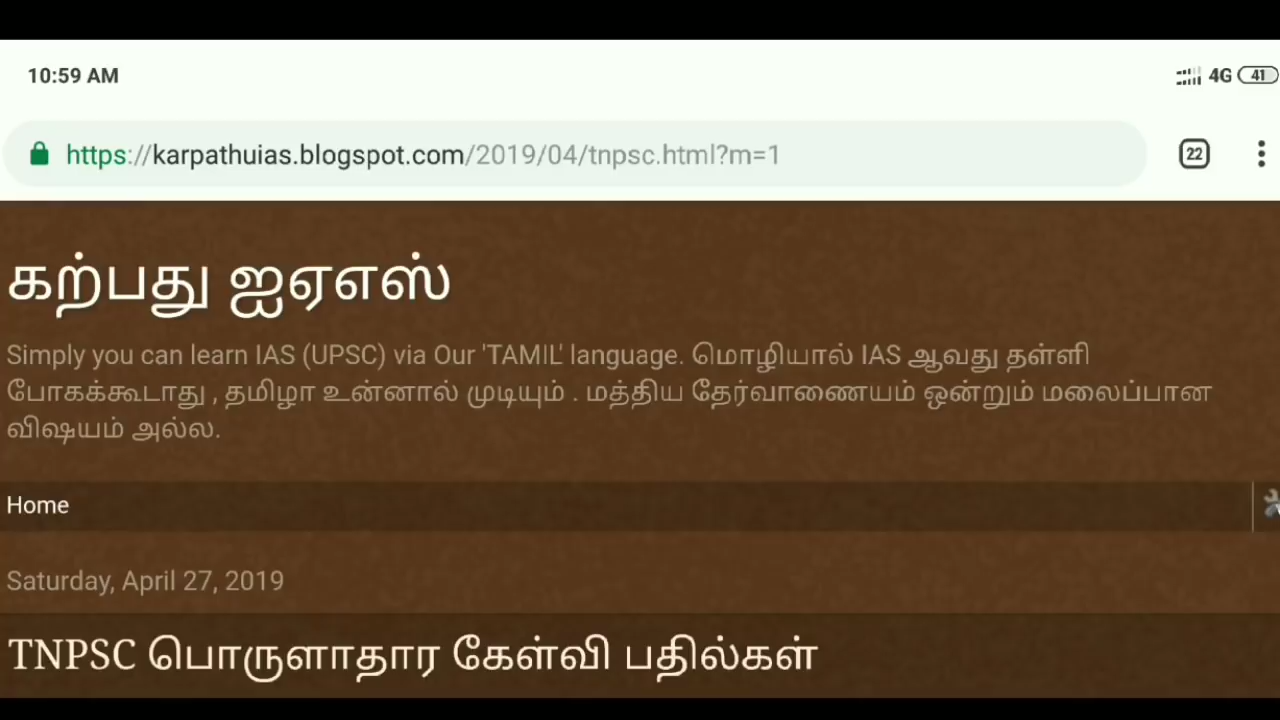 10:59 AM 4G 41
https://karpathuias.blogspot.com/2019/04/tnpsc.html?m=1 22
கற்பது ஐஏஎஸ்
Simply you can learn IAS (UPSC) via Our 'TAMIL' language. மொழியால் IAS ஆவது தள்ளி
போகக்கூடாது , தமிழா உன்னால் முடியும் . மத்திய தேர்வாணையம் ஒன்றும் மலைப்பான
விஷயம் அல்ல.
Home
Saturday, April 27, 2019
TNPSC பொருளாதார கேள்வி பதில்கள்